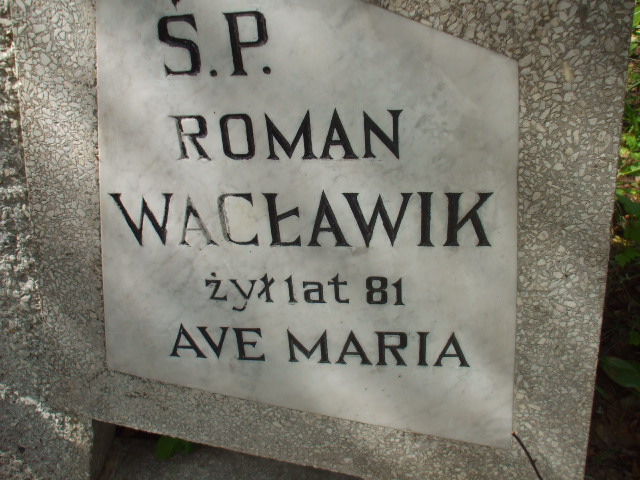 Ś.P.
ROMAN
WACŁAWIK
żył lat 81
AVE MARIA